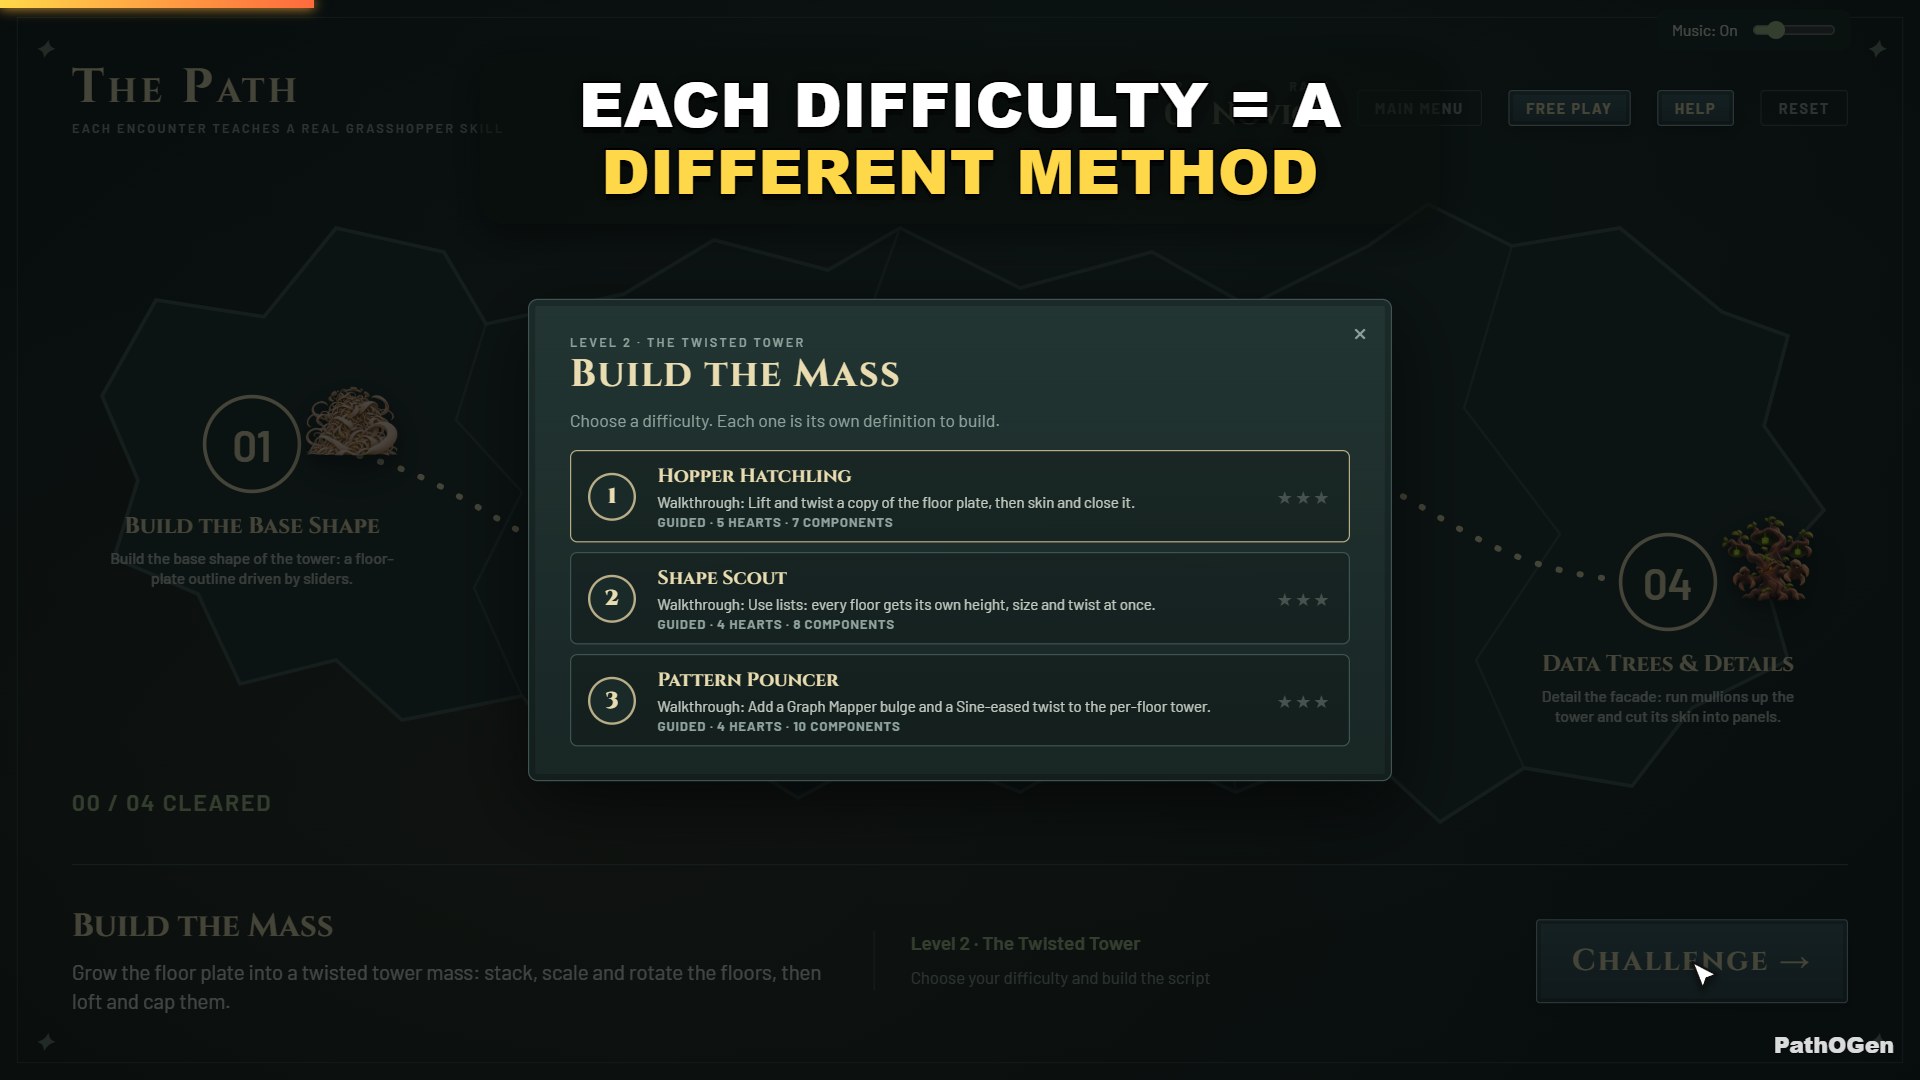 Music: On
The Path
EACH ENCOUNTER TEACHES A REAL GRASSHOPPER SKILL
EACH DIFFICULTY = A
DIFFERENT METHOD
MAIN MENU
FREE PLAY
HELP
RESET
LEVEL 2 · THE TWISTED TOWER
Build the Mass
Choose a difficulty. Each one is its own definition to build.
1
Hopper Hatchling
Walkthrough: Lift and twist a copy of the floor plate, then skin and close it.
GUIDED · 5 HEARTS · 7 COMPONENTS
2
Shape Scout
Walkthrough: Use lists: every floor gets its own height, size and twist at once.
GUIDED · 4 HEARTS · 8 COMPONENTS
3
Pattern Pouncer
Walkthrough: Add a Graph Mapper bulge and a Sine-eased twist to the per-floor tower.
GUIDED · 4 HEARTS · 10 COMPONENTS
01
Build the Base Shape
Build the base shape of the tower: a floor-
plate outline driven by sliders.
04
Data Trees & Details
Detail the facade: run mullions up the
tower and cut its skin into panels.
00 / 04 CLEARED
Build the Mass
Grow the floor plate into a twisted tower mass: stack, scale and rotate the floors, then
loft and cap them.
Level 2 · The Twisted Tower
Choose your difficulty and build the script
Challenge →
PathOGen